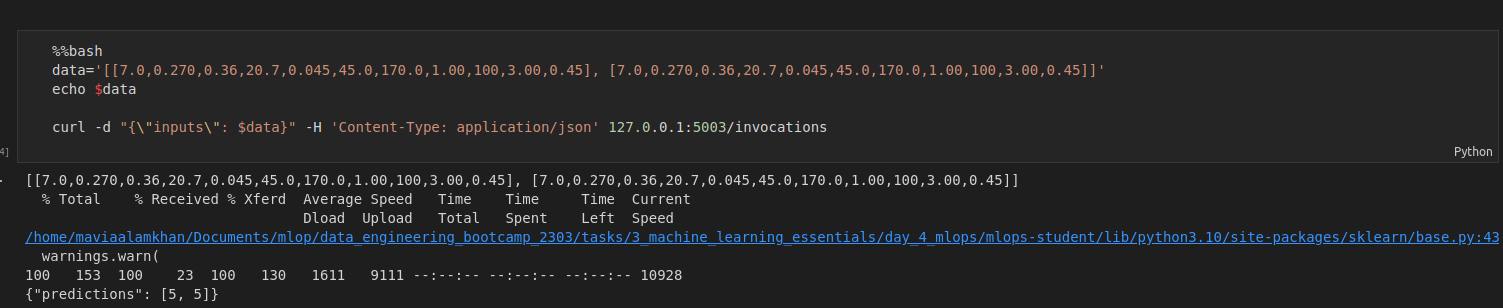 %%bash
data='[[7.0,0.270,0.36,20.7,0.045,45.0,170.0,1.00,100,3.00,0.45], [7.0,0.270,0.36,20.7,0.045,45.0,170.0,1.00,100,3.00,0.45]]'
echo $data
curl -d "{\"inputs\": $data}" -H 'Content-Type: application/json' 127.0.0.1:5003/invocations
4]
Python
[[7.0,0.270,0.36,20.7,0.045,45.0,170.0,1.00,100,3.00,0.45], [7.0,0.270,0.36,20.7,0.045,45.0,170.0,1.00,100,3.00,0.45]]
% Total    % Received % Xferd  Average Speed   Time    Time     Time  Current
Dload  Upload   Total   Spent    Left  Speed
/home/maviaalamkhan/Documents/mlop/data_engineering_bootcamp_2303/tasks/3_machine_learning_essentials/day_4_mlops/mlops-student/lib/python3.10/site-packages/sklearn/base.py:43
warnings.warn(
100   153  100    23  100   130   1611   9111 --:--:-- --:--:-- --:--:-- 10928
{"predictions": [5, 5]}